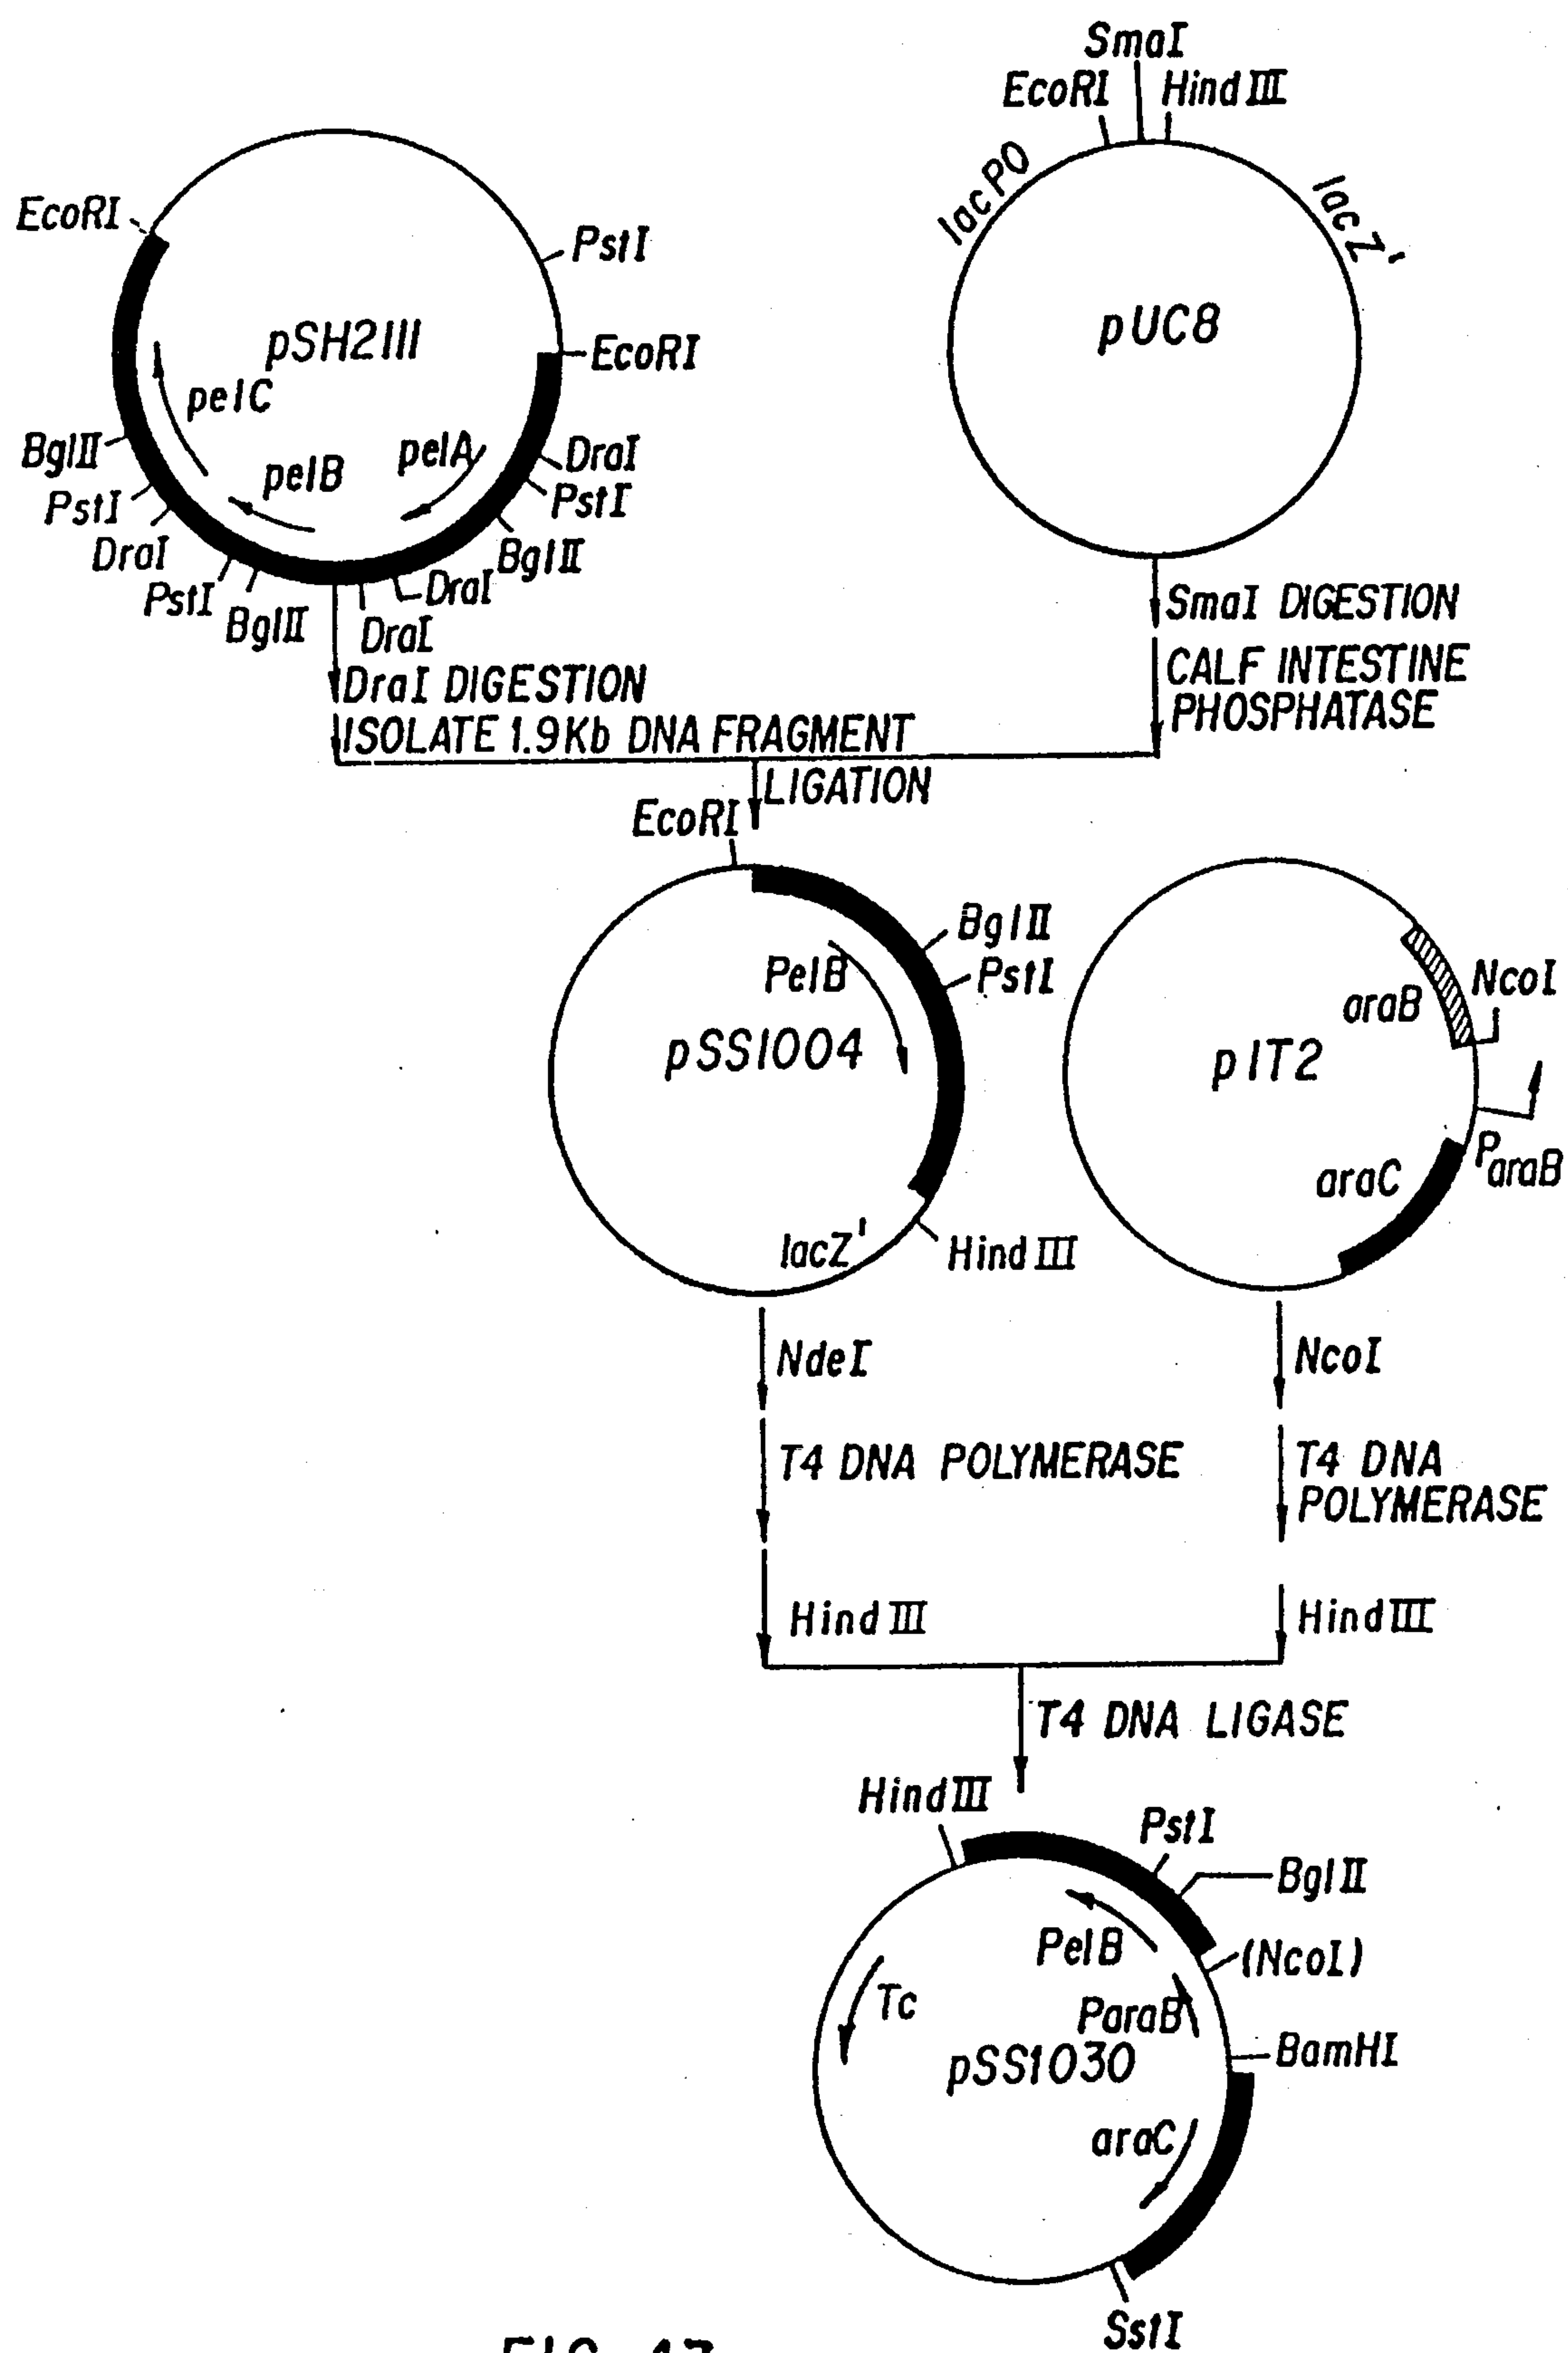 SmaI
EcoRI
HindIII
lacPO
lacZ'
pUC8
EcoRI
PstI
pSH2111
EcoRI
pelC
pelB
pelA
BglII
PstI
DraI
PstI
BglII
DraI
DraI
BglII
PstI
DraI
DraI DIGESTION
ISOLATE 1.9Kb DNA FRAGMENT
SmaI DIGESTION
CALF INTESTINE
PHOSPHATASE
LIGATION
EcoRI
BglII
PstI
PelB
pSS1004
lacZ'
HindIII
araB
NcoI
pIT2
ParaB
araC
NdeI
NcoI
T4 DNA POLYMERASE
T4 DNA
POLYMERASE
HindIII
HindIII
T4 DNA LIGASE
HindIII
PstI
BglII
PelB
(NcoI)
Tc
ParaB
BamHI
pSS1030
araC
SstI